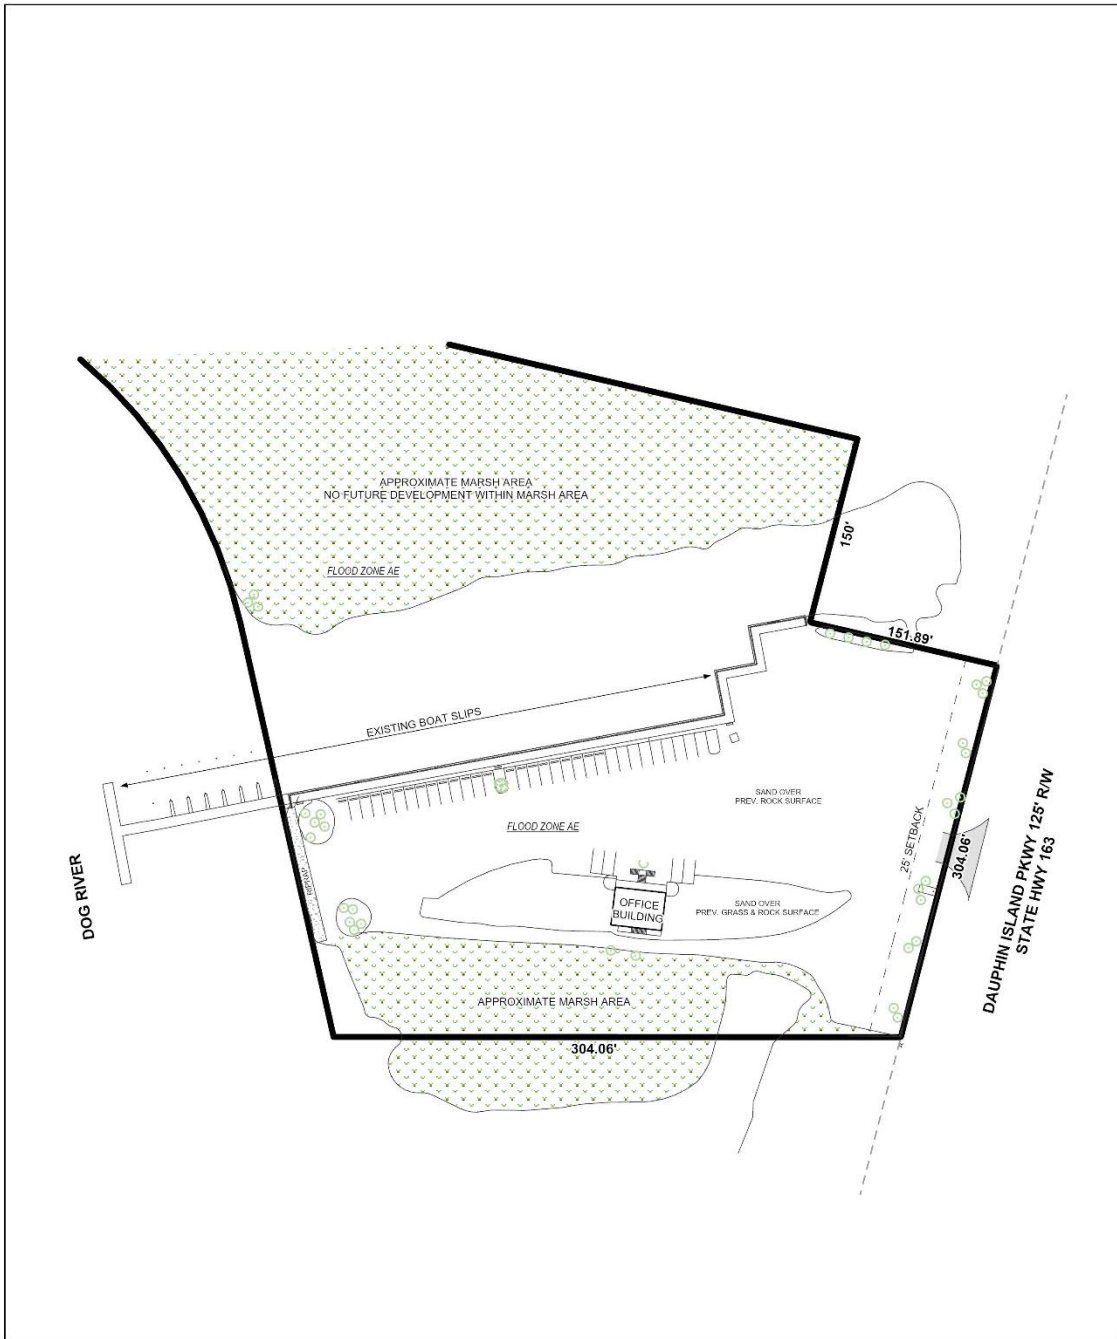 APPROXIMATE MARSH AREA
NO FUTURE DEVELOPMENT WITHIN MARSH AREA
FLOOD ZONE AE
150'
151.89'
EXISTING BOAT SLIPS
SAND OVER
PREV. ROCK SURFACE
FLOOD ZONE AE
25' SETBACK
304.06'
DAUPHIN ISLAND PKWY 125' R/W
STATE HWY 163
DOG RIVER
RIPRAP
OFFICE
BUILDING
SAND OVER
PREV. GRASS & ROCK SURFACE
APPROXIMATE MARSH AREA
304.06'